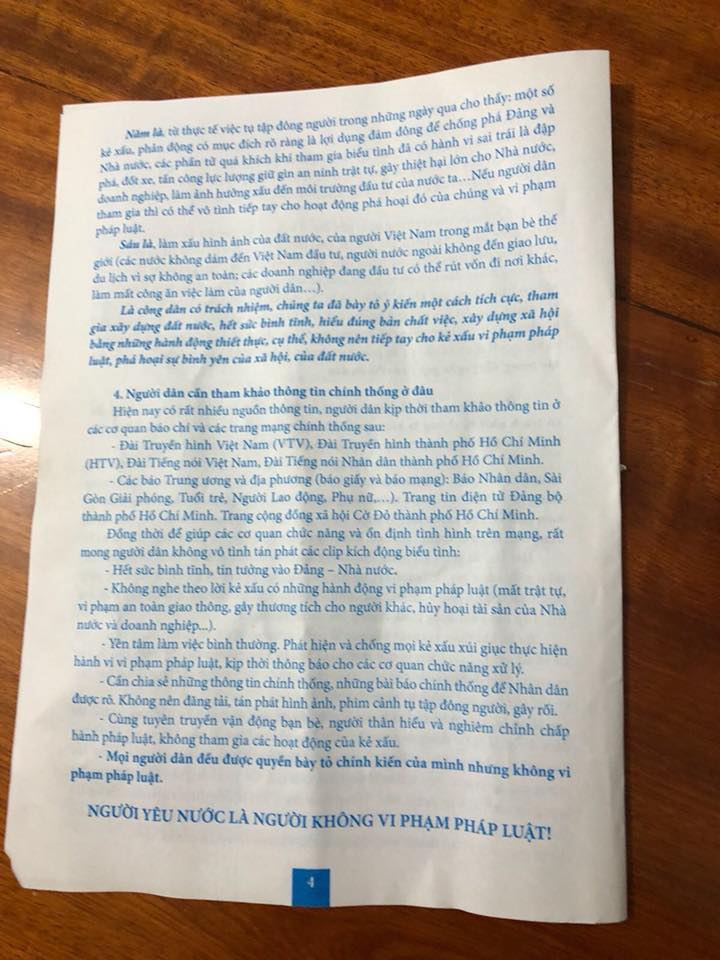 Năm là, từ thực tế việc tụ tập đông người trong những ngày qua cho thấy: một số
kẻ xấu, phản động có mục đích rõ ràng là lợi dụng đám đông để chống phá Đảng và
Nhà nước, các phần tử quá khích khi tham gia biểu tình đã có hành vi sai trái là đập
phá, đốt xe, tấn công lực lượng giữ gìn an ninh trật tự, gây thiệt hại lớn cho Nhà nước,
doanh nghiệp, làm ảnh hưởng xấu đến môi trường đầu tư của nước ta…Nếu người dân
tham gia thì có thể vô tình tiếp tay cho hoạt động phá hoại đó của chúng và vi phạm
pháp luật.
Sáu là, làm xấu hình ảnh của đất nước, của người Việt Nam trong mắt bạn bè thế
giới (các nước không dám đến Việt Nam đầu tư, người nước ngoài không đến giao lưu,
du lịch vì sợ không an toàn; các doanh nghiệp đang đầu tư có thể rút vốn đi nơi khác,
làm mất công ăn việc làm của người dân…).
Là công dân có trách nhiệm, chúng ta đã bày tỏ ý kiến một cách tích cực, tham
gia xây dựng đất nước, hết sức bình tĩnh, hiểu đúng bản chất việc, xây dựng xã hội
bằng những hành động thiết thực, cụ thể, không nên tiếp tay cho kẻ xấu vi phạm pháp
luật, phá hoại sự bình yên của xã hội, của đất nước.
4. Người dân cần tham khảo thông tin chính thống ở đâu
Hiện nay có rất nhiều nguồn thông tin, người dân kịp thời tham khảo thông tin ở
các cơ quan báo chí và các trang mạng chính thống sau:
- Đài Truyền hình Việt Nam (VTV), Đài Truyền hình thành phố Hồ Chí Minh
(HTV), Đài Tiếng nói Việt Nam, Đài Tiếng nói Nhân dân thành phố Hồ Chí Minh.
- Các báo Trung ương và địa phương (báo giấy và báo mạng): Báo Nhân dân, Sài
Gòn Giải phóng, Tuổi trẻ, Người Lao động, Phụ nữ,…). Trang tin điện tử Đảng bộ
thành phố Hồ Chí Minh. Trang cộng đồng xã hội Cờ Đỏ thành phố Hồ Chí Minh.
Đồng thời để giúp các cơ quan chức năng và ổn định tình hình trên mạng, rất
mong người dân không vô tình tán phát các clip kích động biểu tình:
- Hết sức bình tĩnh, tin tưởng vào Đảng – Nhà nước.
- Không nghe theo lời kẻ xấu có những hành động vi phạm pháp luật (mất trật tự,
vi phạm an toàn giao thông, gây thương tích cho người khác, hủy hoại tài sản của Nhà
nước và doanh nghiệp...).
- Yên tâm làm việc bình thường. Phát hiện và chống mọi kẻ xấu xúi giục thực hiện
hành vi vi phạm pháp luật, kịp thời thông báo cho các cơ quan chức năng xử lý.
- Cần chia sẻ những thông tin chính thống, những bài báo chính thống để Nhân dân
được rõ. Không nên đăng tải, tán phát hình ảnh, phim cảnh tụ tập đông người, gây rối.
- Cùng tuyên truyền vận động bạn bè, người thân hiểu và nghiêm chỉnh chấp
hành pháp luật, không tham gia các hoạt động của kẻ xấu.
- Mọi người dân đều được quyền bày tỏ chính kiến của mình nhưng không vi
phạm pháp luật.
NGƯỜI YÊU NƯỚC LÀ NGƯỜI KHÔNG VI PHẠM PHÁP LUẬT!
4